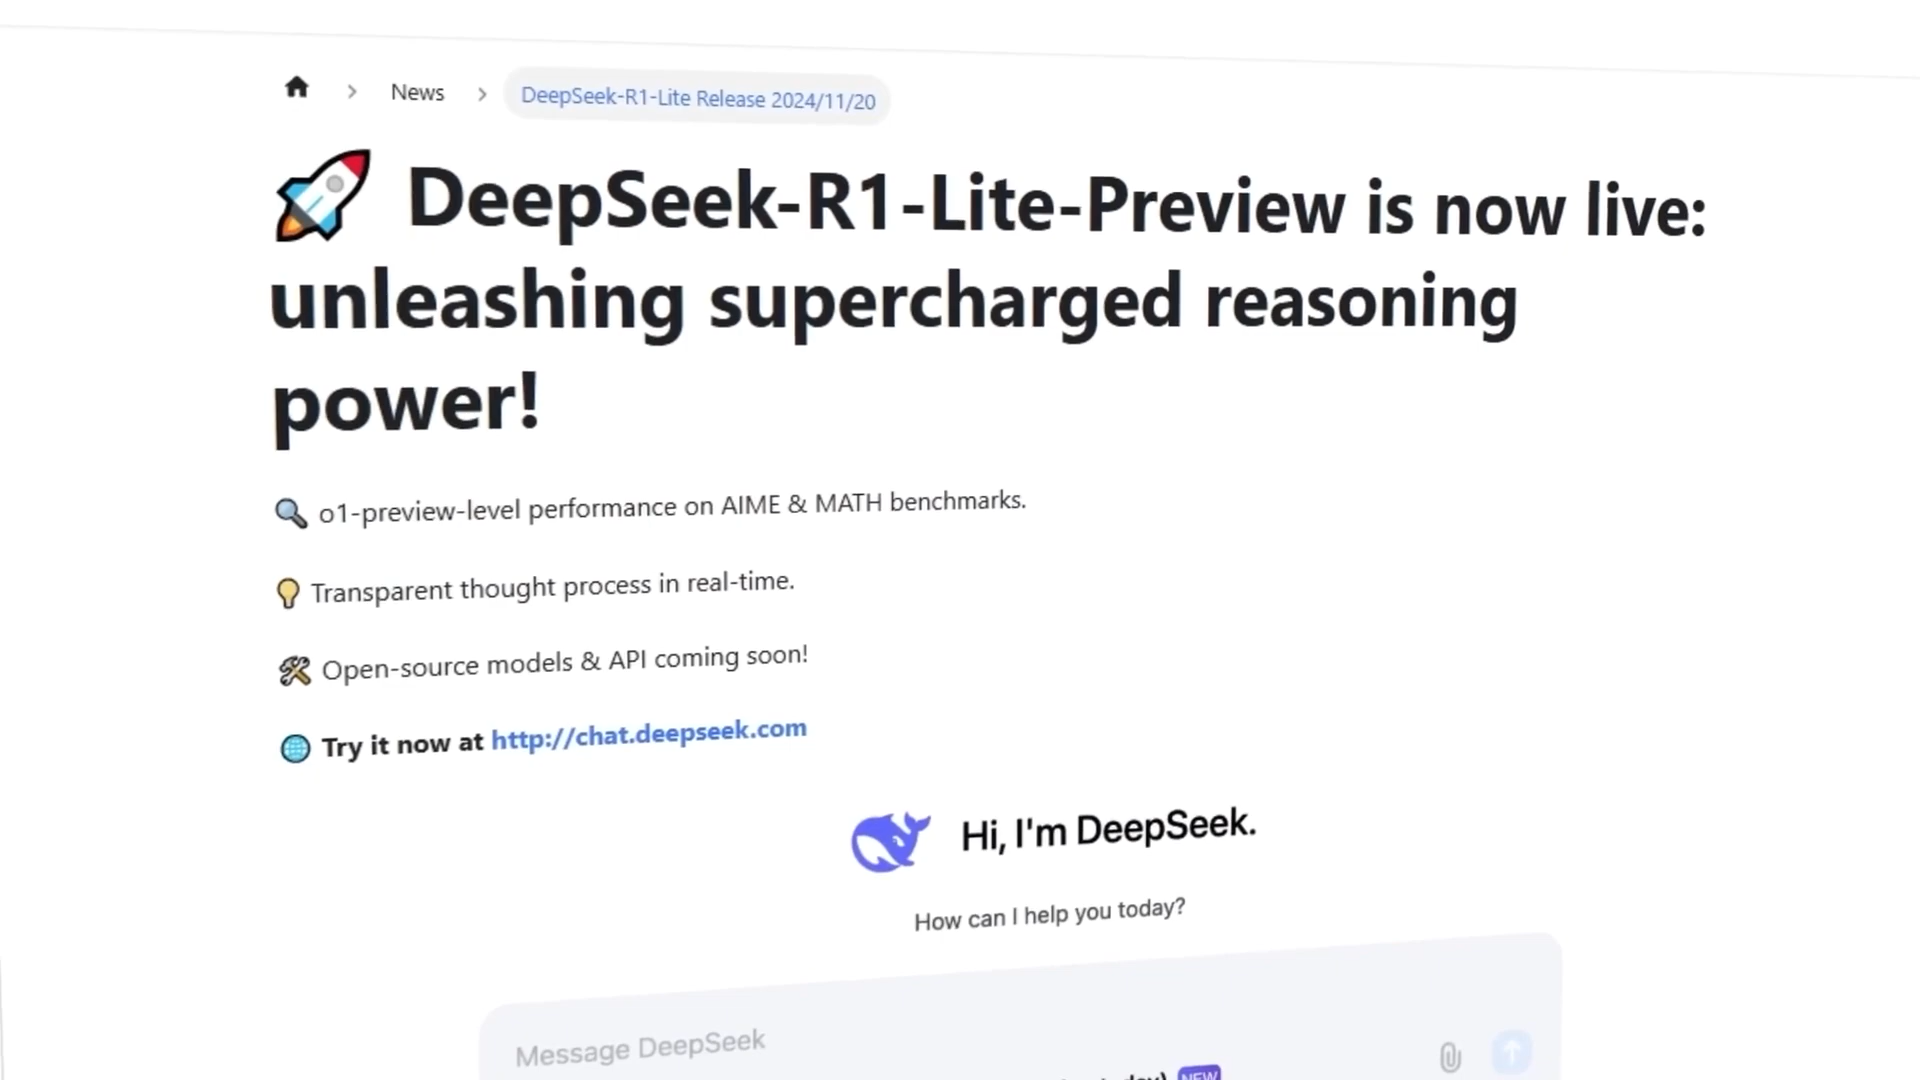 News
DeepSeek-R1-Lite Release 2024/11/20
🚀 DeepSeek-R1-Lite-Preview is now live:
unleashing supercharged reasoning
power!
🔍 o1-preview-level performance on AIME & MATH benchmarks.
💡 Transparent thought process in real-time.
🛠️ Open-source models & API coming soon!
🌐 Try it now at http://chat.deepseek.com
Hi, I'm DeepSeek.
How can I help you today?
Message DeepSeek
NEW